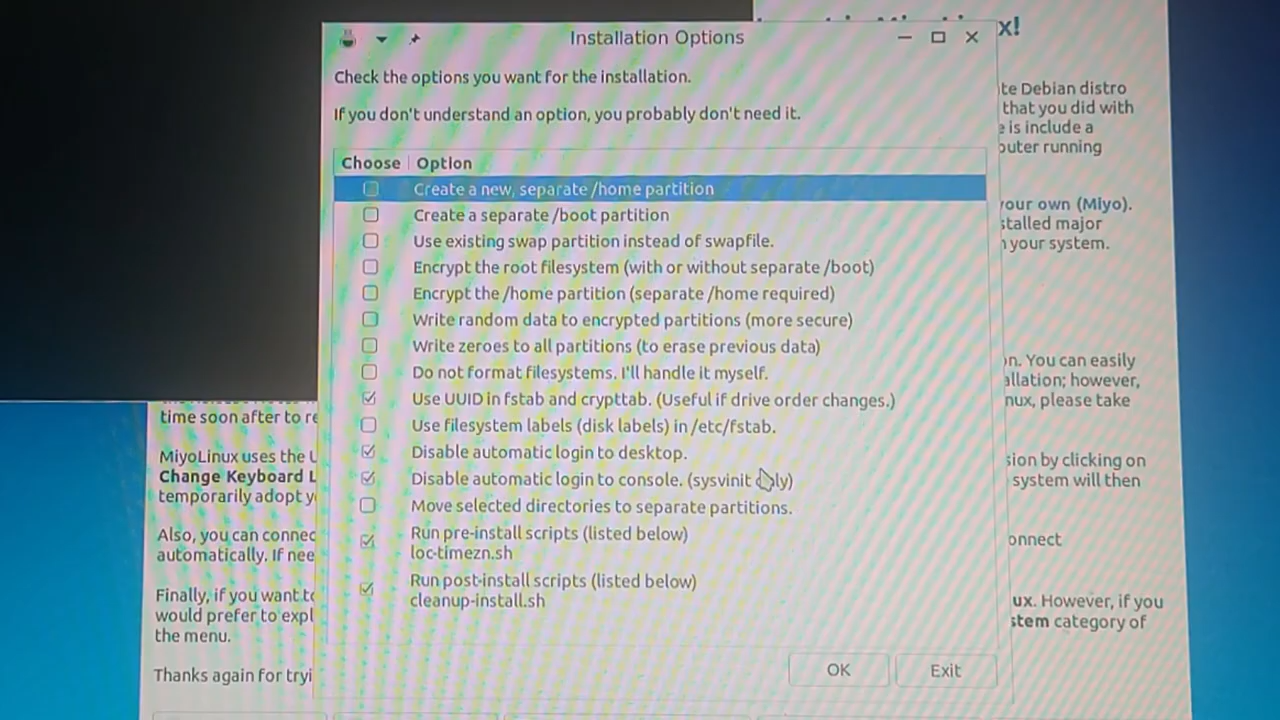 Installation Options
x!
Check the options you want for the installation.
If you don't understand an option, you probably don't need it.
Choose Option
Create a new, separate /home partition
Create a separate /boot partition
Use existing swap partition instead of swapfile.
Encrypt the root filesystem (with or without separate /boot)
Encrypt the /home partition (separate /home required)
Write random data to encrypted partitions (more secure)
Write zeroes to all partitions (to erase previous data)
Do not format filesystems. I'll handle it myself.
Use UUID in fstab and crypttab. (Useful if drive order changes.)
Use filesystem labels (disk labels) in /etc/fstab.
Disable automatic login to desktop.
Disable automatic login to console. (sysvinit only)
Move selected directories to separate partitions.
Run pre-install scripts (listed below)
loc-timezn.sh
Run post-install scripts (listed below)
cleanup-install.sh
OK Exit
Debian distro
that you did with
is include a
running
your own (Miyo).
your system.
You can easily
however,
please take
by clicking on
system will then
ux. However, if you
category of
time soon after to re
MiyoLinux uses the
Change Keyboard L
temporarily adopt
Also, you can connec
automatically. If nee
Finally, if you want to
would prefer to expl
the menu.
Thanks again for tryi